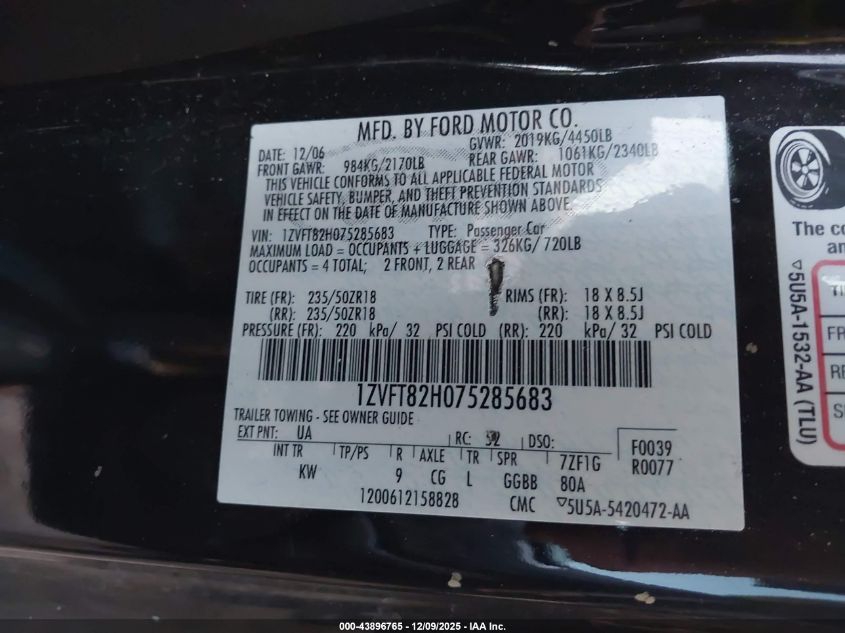 MFD. BY FORD MOTOR CO.
DATE: 12/06 GVWR: 2019KG/4450LB
FRONT GAWR: 984KG/2170LB REAR GAWR: 1061KG/2340LB
THIS VEHICLE CONFORMS TO ALL APPLICABLE FEDERAL MOTOR
VEHICLE SAFETY, BUMPER, AND THEFT PREVENTION STANDARDS
IN EFFECT ON THE DATE OF MANUFACTURE SHOWN ABOVE.
VIN: 1ZVFT82H075285683 TYPE: Passenger Car
MAXIMUM LOAD = OCCUPANTS + LUGGAGE = 326KG/ 720LB
OCCUPANTS = 4 TOTAL; 2 FRONT, 2 REAR
TIRE (FR): 235/50ZR18 RIMS (FR): 18 X 8.5J
(RR): 235/50ZR18 (RR): 18 X 8.5J
PRESSURE (FR): 220 kPa/ 32 PSI COLD (RR): 220 kPa/ 32 PSI COLD
1ZVFT82H075285683
TRAILER TOWING - SEE OWNER GUIDE
EXT PNT: UA RC: 52 DSO: F0039
INT TR TP/PS R AXLE TR SPR 7ZF1G R0077
KW 9 CG L GGBB 80A
1200612158828 CMC ▽5U5A-5420472-AA
The co
an
▽5U5A-1532-AA (TLU)
TI
FR
RE
S
000-43896765 - 12/09/2025 - IAA Inc.